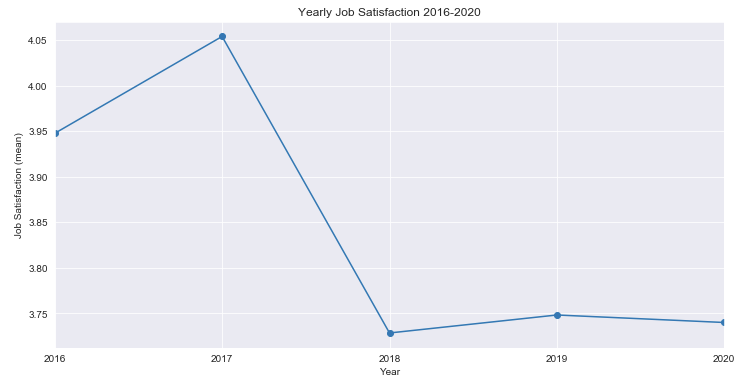 Yearly Job Satisfaction 2016-2020
Job Satisfaction (mean)
4.05
4.00
3.95
3.90
3.85
3.80
3.75
2016 2017 2018 2019 2020
Year